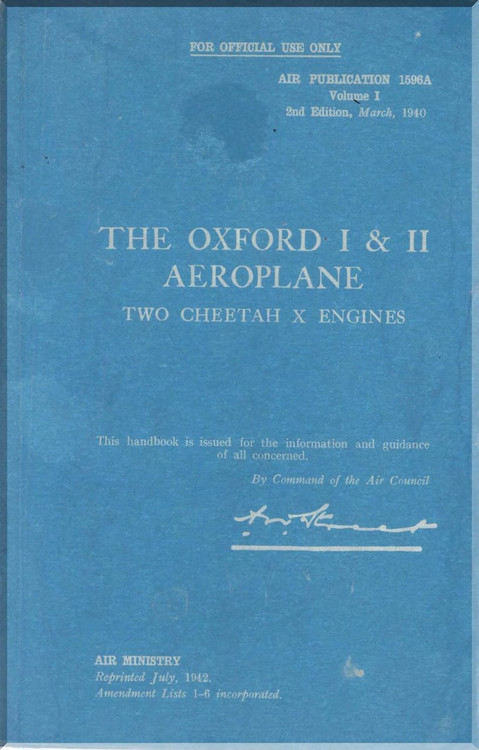 FOR OFFICIAL USE ONLY
AIR PUBLICATION 1596A
Volume I
2nd Edition, March, 1940
THE OXFORD I & II
AEROPLANE
TWO CHEETAH X ENGINES
This handbook is issued for the information and guidance
of all concerned.
By Command of the Air Council
AIR MINISTRY
Reprinted July, 1942.
Amendment Lists 1-6 incorporated.